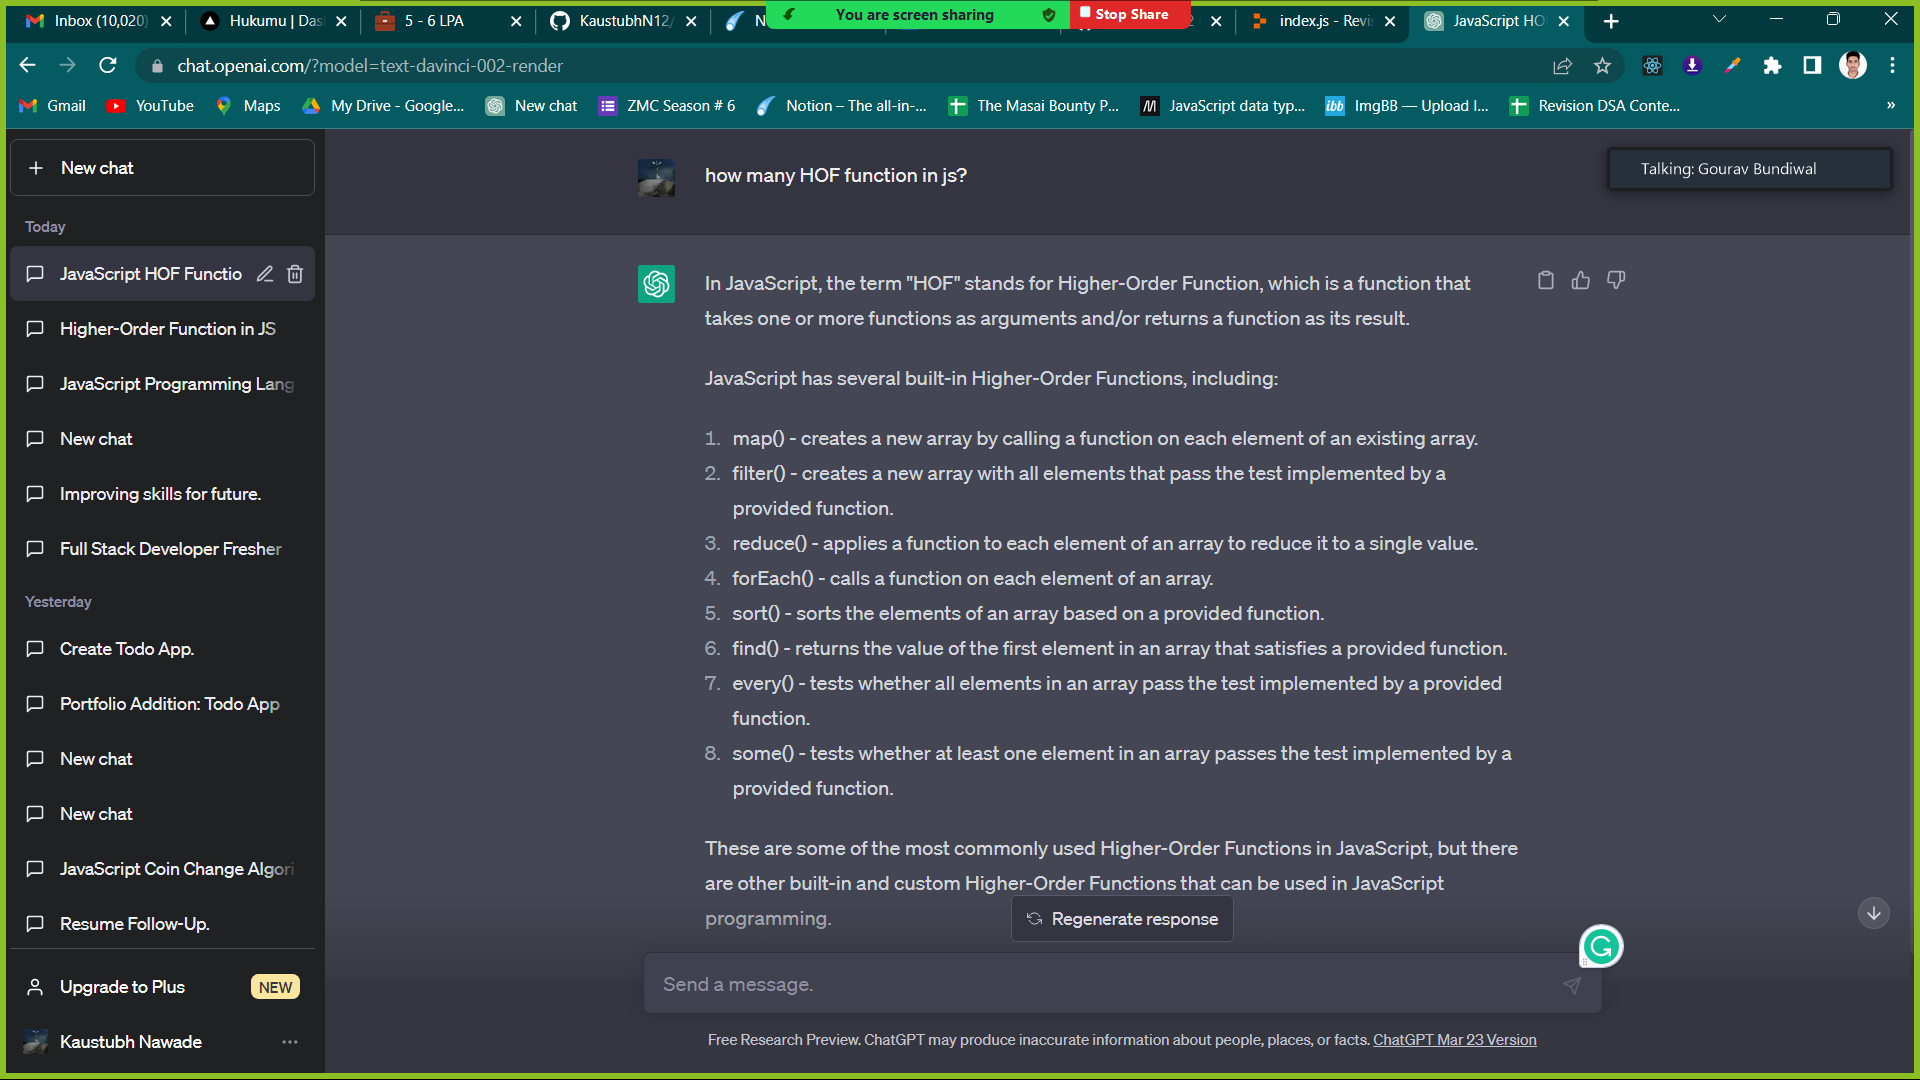 Inbox (10,020)
Hukumu | Das
5 - 6 LPA
KaustubhN12/
N
You are screen sharing
Stop Share
2
index.js - Revis
JavaScript HO
chat.openai.com/?model=text-davinci-002-render
Gmail
YouTube
Maps
My Drive - Google...
New chat
ZMC Season # 6
Notion – The all-in-...
The Masai Bounty P...
JavaScript data typ...
ImgBB — Upload I...
Revision DSA Conte...
»
+ New chat
Today
JavaScript HOF Functio
Higher-Order Function in JS
JavaScript Programming Lang
New chat
Improving skills for future.
Full Stack Developer Fresher
Yesterday
Create Todo App.
Portfolio Addition: Todo App
New chat
New chat
JavaScript Coin Change Algori
Resume Follow-Up.
Upgrade to Plus
NEW
Kaustubh Nawade
how many HOF function in js?
Talking: Gourav Bundiwal
In JavaScript, the term "HOF" stands for Higher-Order Function, which is a function that
takes one or more functions as arguments and/or returns a function as its result.
JavaScript has several built-in Higher-Order Functions, including:
1. map() - creates a new array by calling a function on each element of an existing array.
2. filter() - creates a new array with all elements that pass the test implemented by a
provided function.
3. reduce() - applies a function to each element of an array to reduce it to a single value.
4. forEach() - calls a function on each element of an array.
5. sort() - sorts the elements of an array based on a provided function.
6. find() - returns the value of the first element in an array that satisfies a provided function.
7. every() - tests whether all elements in an array pass the test implemented by a provided
function.
8. some() - tests whether at least one element in an array passes the test implemented by a
provided function.
These are some of the most commonly used Higher-Order Functions in JavaScript, but there
are other built-in and custom Higher-Order Functions that can be used in JavaScript
programming.
Regenerate response
Send a message.
Free Research Preview. ChatGPT may produce inaccurate information about people, places, or facts. ChatGPT Mar 23 Version